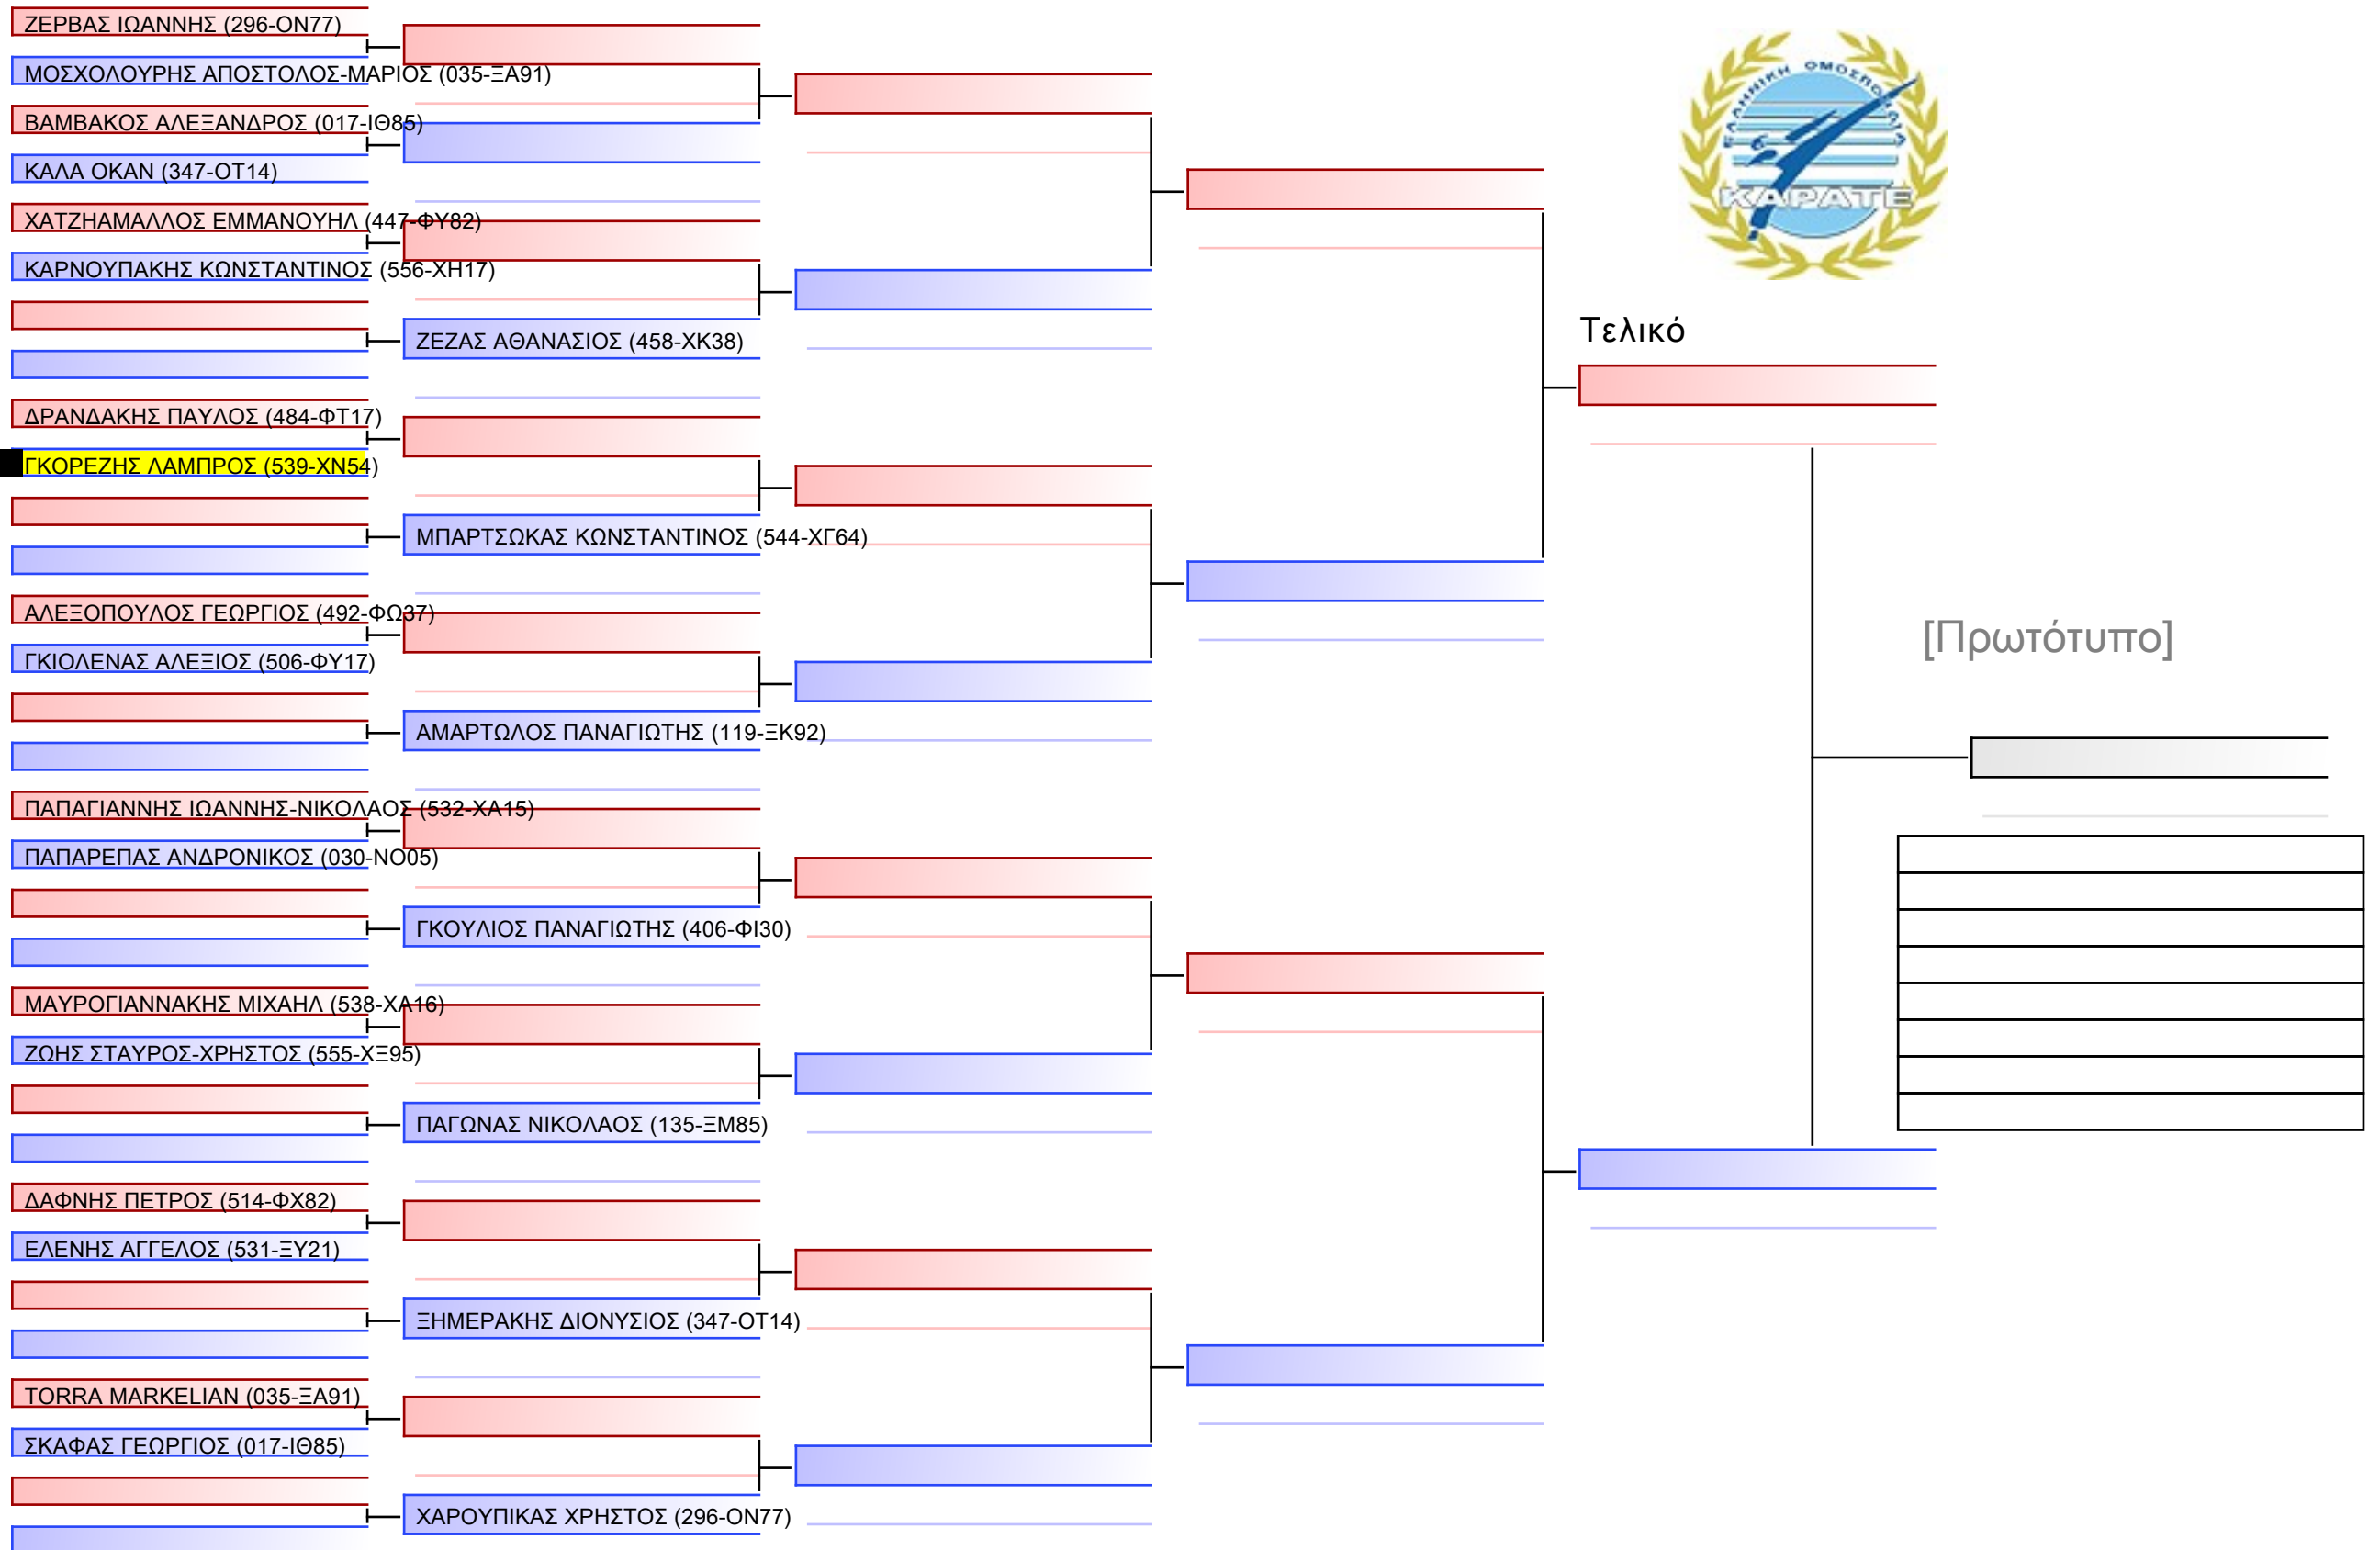 ΖΕΡΒΑΣ ΙΩΑΝΝΗΣ (296-ΟΝ77)
ΜΟΣΧΟΛΟΥΡΗΣ ΑΠΟΣΤΟΛΟΣ-ΜΑΡΙΟΣ (035-ΞΑ91)
ΒΑΜΒΑΚΟΣ ΑΛΕΞΑΝΔΡΟΣ (017-ΙΘ85)
ΚΑΛΑ ΟΚΑΝ (347-ΟΤ14)
ΧΑΤΖΗΑΜΑΛΛΟΣ ΕΜΜΑΝΟΥΗΛ (447-ΦΥ82)
ΚΑΡΝΟΥΠΑΚΗΣ ΚΩΝΣΤΑΝΤΙΝΟΣ (556-ΧΗ17)
ΖΕΖΑΣ ΑΘΑΝΑΣΙΟΣ (458-ΧΚ38)
ΔΡΑΝΔΑΚΗΣ ΠΑΥΛΟΣ (484-ΦΤ17)
ΓΚΟΡΕΖΗΣ ΛΑΜΠΡΟΣ (539-ΧΝ54)
ΜΠΑΡΤΣΩΚΑΣ ΚΩΝΣΤΑΝΤΙΝΟΣ (544-ΧΓ64)
ΑΛΕΞΟΠΟΥΛΟΣ ΓΕΩΡΓΙΟΣ (492-ΦΩ37)
ΓΚΙΟΛΕΝΑΣ ΑΛΕΞΙΟΣ (506-ΦΥ17)
ΑΜΑΡΤΩΛΟΣ ΠΑΝΑΓΙΩΤΗΣ (119-ΞΚ92)
ΠΑΠΑΓΙΑΝΝΗΣ ΙΩΑΝΝΗΣ-ΝΙΚΟΛΑΟΣ (532-ΧΑ15)
ΠΑΠΑΡΕΠΑΣ ΑΝΔΡΟΝΙΚΟΣ (030-ΝΟ05)
ΓΚΟΥΛΙΟΣ ΠΑΝΑΓΙΩΤΗΣ (406-ΦΙ30)
ΜΑΥΡΟΓΙΑΝΝΑΚΗΣ ΜΙΧΑΗΛ (538-ΧΑ16)
ΖΩΗΣ ΣΤΑΥΡΟΣ-ΧΡΗΣΤΟΣ (555-ΧΞ95)
ΠΑΓΩΝΑΣ ΝΙΚΟΛΑΟΣ (135-ΞΜ85)
ΔΑΦΝΗΣ ΠΕΤΡΟΣ (514-ΦΧ82)
ΕΛΕΝΗΣ ΑΓΓΕΛΟΣ (531-ΞΥ21)
ΞΗΜΕΡΑΚΗΣ ΔΙΟΝΥΣΙΟΣ (347-ΟΤ14)
TORRA MARKELIAN (035-ΞΑ91)
ΣΚΑΦΑΣ ΓΕΩΡΓΙΟΣ (017-ΙΘ85)
ΧΑΡΟΥΠΙΚΑΣ ΧΡΗΣΤΟΣ (296-ΟΝ77)
ΕΛΛΗΝΙΚΗ ΟΜΟΣΠΟΝΔΙΑ
ΚΑΡΑΤΕ
Τελικό
[Πρωτότυπο]